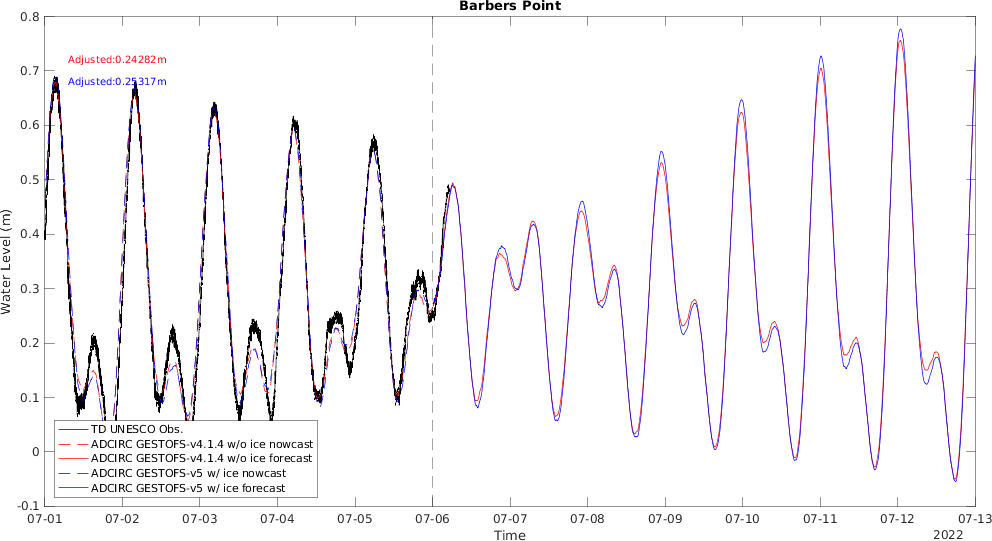 Barbers Point
0.8
0.7
0.6
0.5
0.4
0.3
0.2
0.1
0
-0.1
Water Level (m)
Adjusted:0.24282m
Adjusted:0.25317m
TD UNESCO Obs.
ADCIRC GESTOFS-v4.1.4 w/o ice nowcast
ADCIRC GESTOFS-v4.1.4 w/o ice forecast
ADCIRC GESTOFS-v5 w/ ice nowcast
ADCIRC GESTOFS-v5 w/ ice forecast
07-01 07-02 07-03 07-04 07-05 07-06 07-07 07-08 07-09 07-10 07-11 07-12 07-13
Time
2022